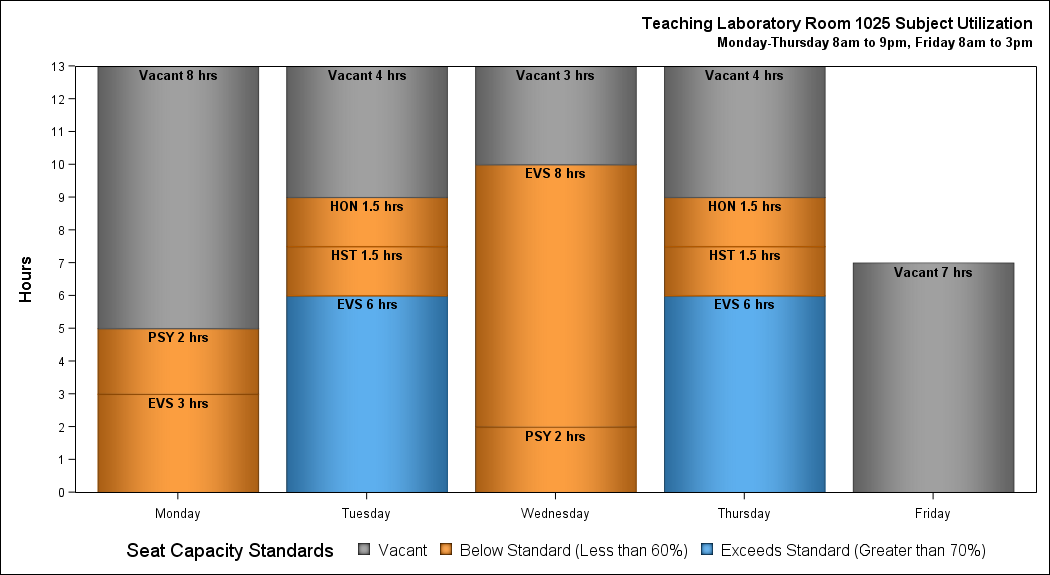 Teaching Laboratory Room 1025 Subject Utilization
Monday-Thursday 8am to 9pm, Friday 8am to 3pm
Hours
13
12
11
10
9
8
7
6
5
4
3
2
1
0
Vacant 8 hrs
PSY 2 hrs
EVS 3 hrs
Vacant 4 hrs
HON 1.5 hrs
HST 1.5 hrs
EVS 6 hrs
Vacant 3 hrs
EVS 8 hrs
PSY 2 hrs
Vacant 4 hrs
HON 1.5 hrs
HST 1.5 hrs
EVS 6 hrs
Vacant 7 hrs
Monday Tuesday Wednesday Thursday Friday
Seat Capacity Standards Vacant Below Standard (Less than 60%) Exceeds Standard (Greater than 70%)